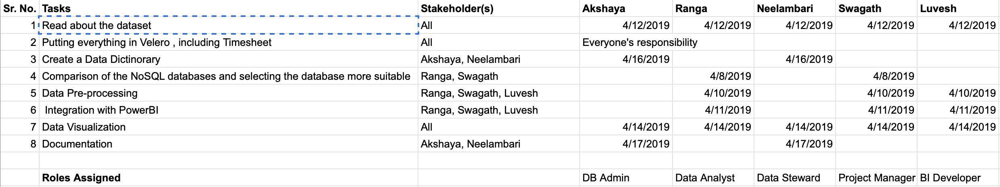 Sr. No. Tasks Stakeholder(s) Akshaya Ranga Neelambari Swagath Luvesh
1 Read about the dataset All 4/12/2019 4/12/2019 4/12/2019 4/12/2019 4/12/2019
2 Putting everything in Velero , including Timesheet All Everyone's responsibility
3 Create a Data Dictinorary Akshaya, Neelambari 4/16/2019 4/16/2019
4 Comparison of the NoSQL databases and selecting the database more suitable Ranga, Swagath 4/8/2019 4/8/2019
5 Data Pre-processing Ranga, Swagath, Luvesh 4/10/2019 4/10/2019 4/10/2019
6 Integration with PowerBI Ranga, Swagath, Luvesh 4/11/2019 4/11/2019 4/11/2019
7 Data Visualization All 4/14/2019 4/14/2019 4/14/2019 4/14/2019 4/14/2019
8 Documentation Akshaya, Neelambari 4/17/2019 4/17/2019
Roles Assigned DB Admin Data Analyst Data Steward Project Manager BI Developer